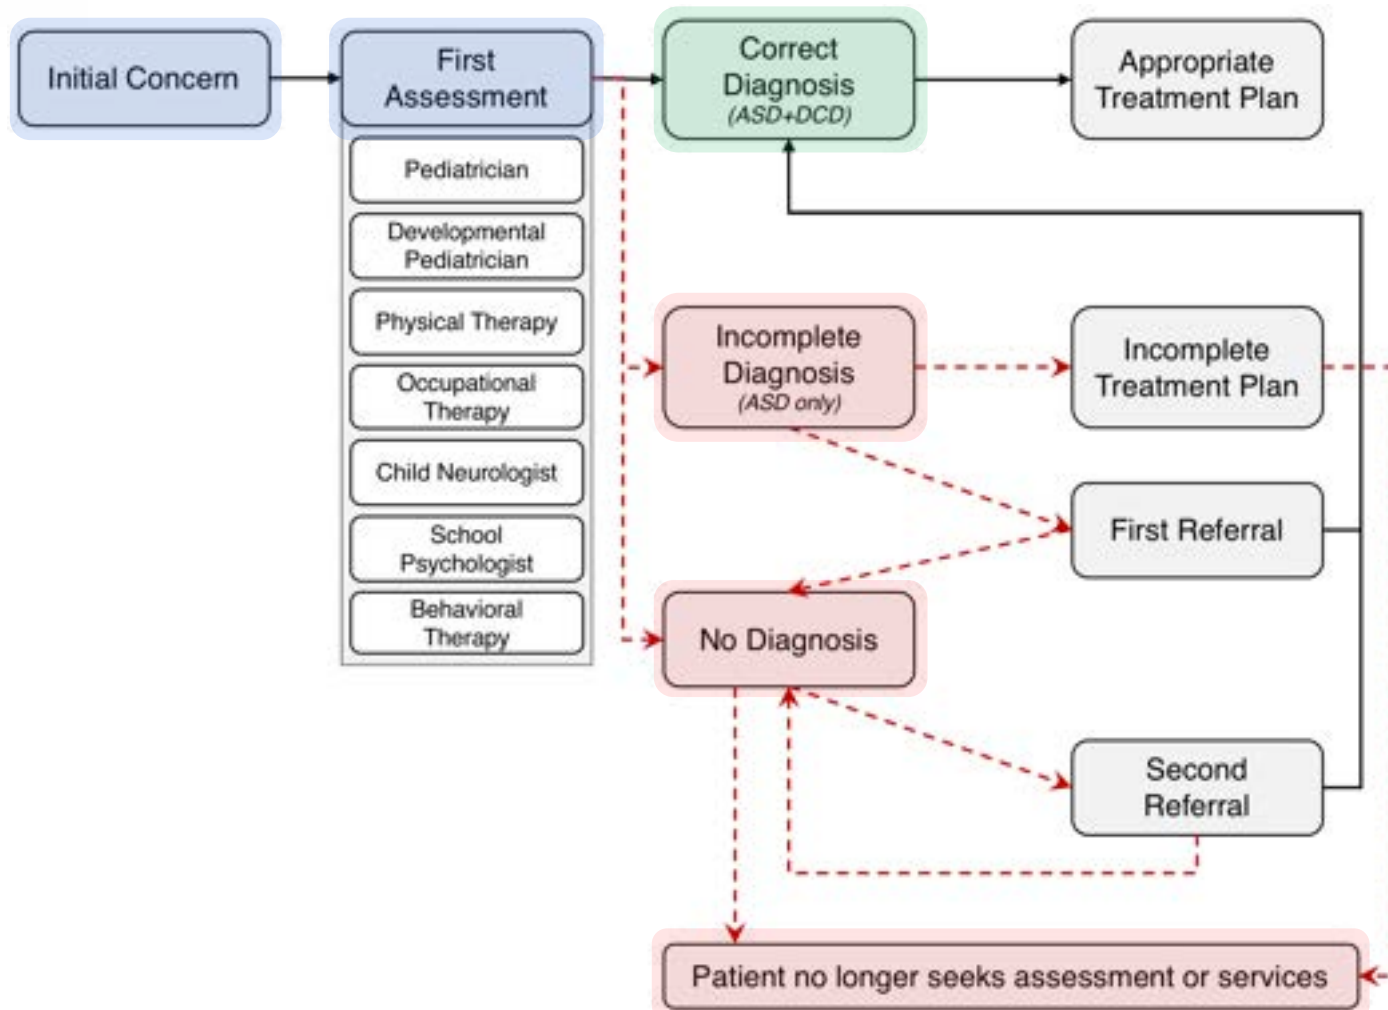 Initial Concern
First
Assessment
Pediatrician
Developmental
Pediatrician
Physical Therapy
Occupational
Therapy
Child Neurologist
School
Psychologist
Behavioral
Therapy
Correct
Diagnosis
(ASD+DCD)
Appropriate
Treatment Plan
Incomplete
Diagnosis
(ASD only)
Incomplete
Treatment Plan
First Referral
No Diagnosis
Second
Referral
Patient no longer seeks assessment or services